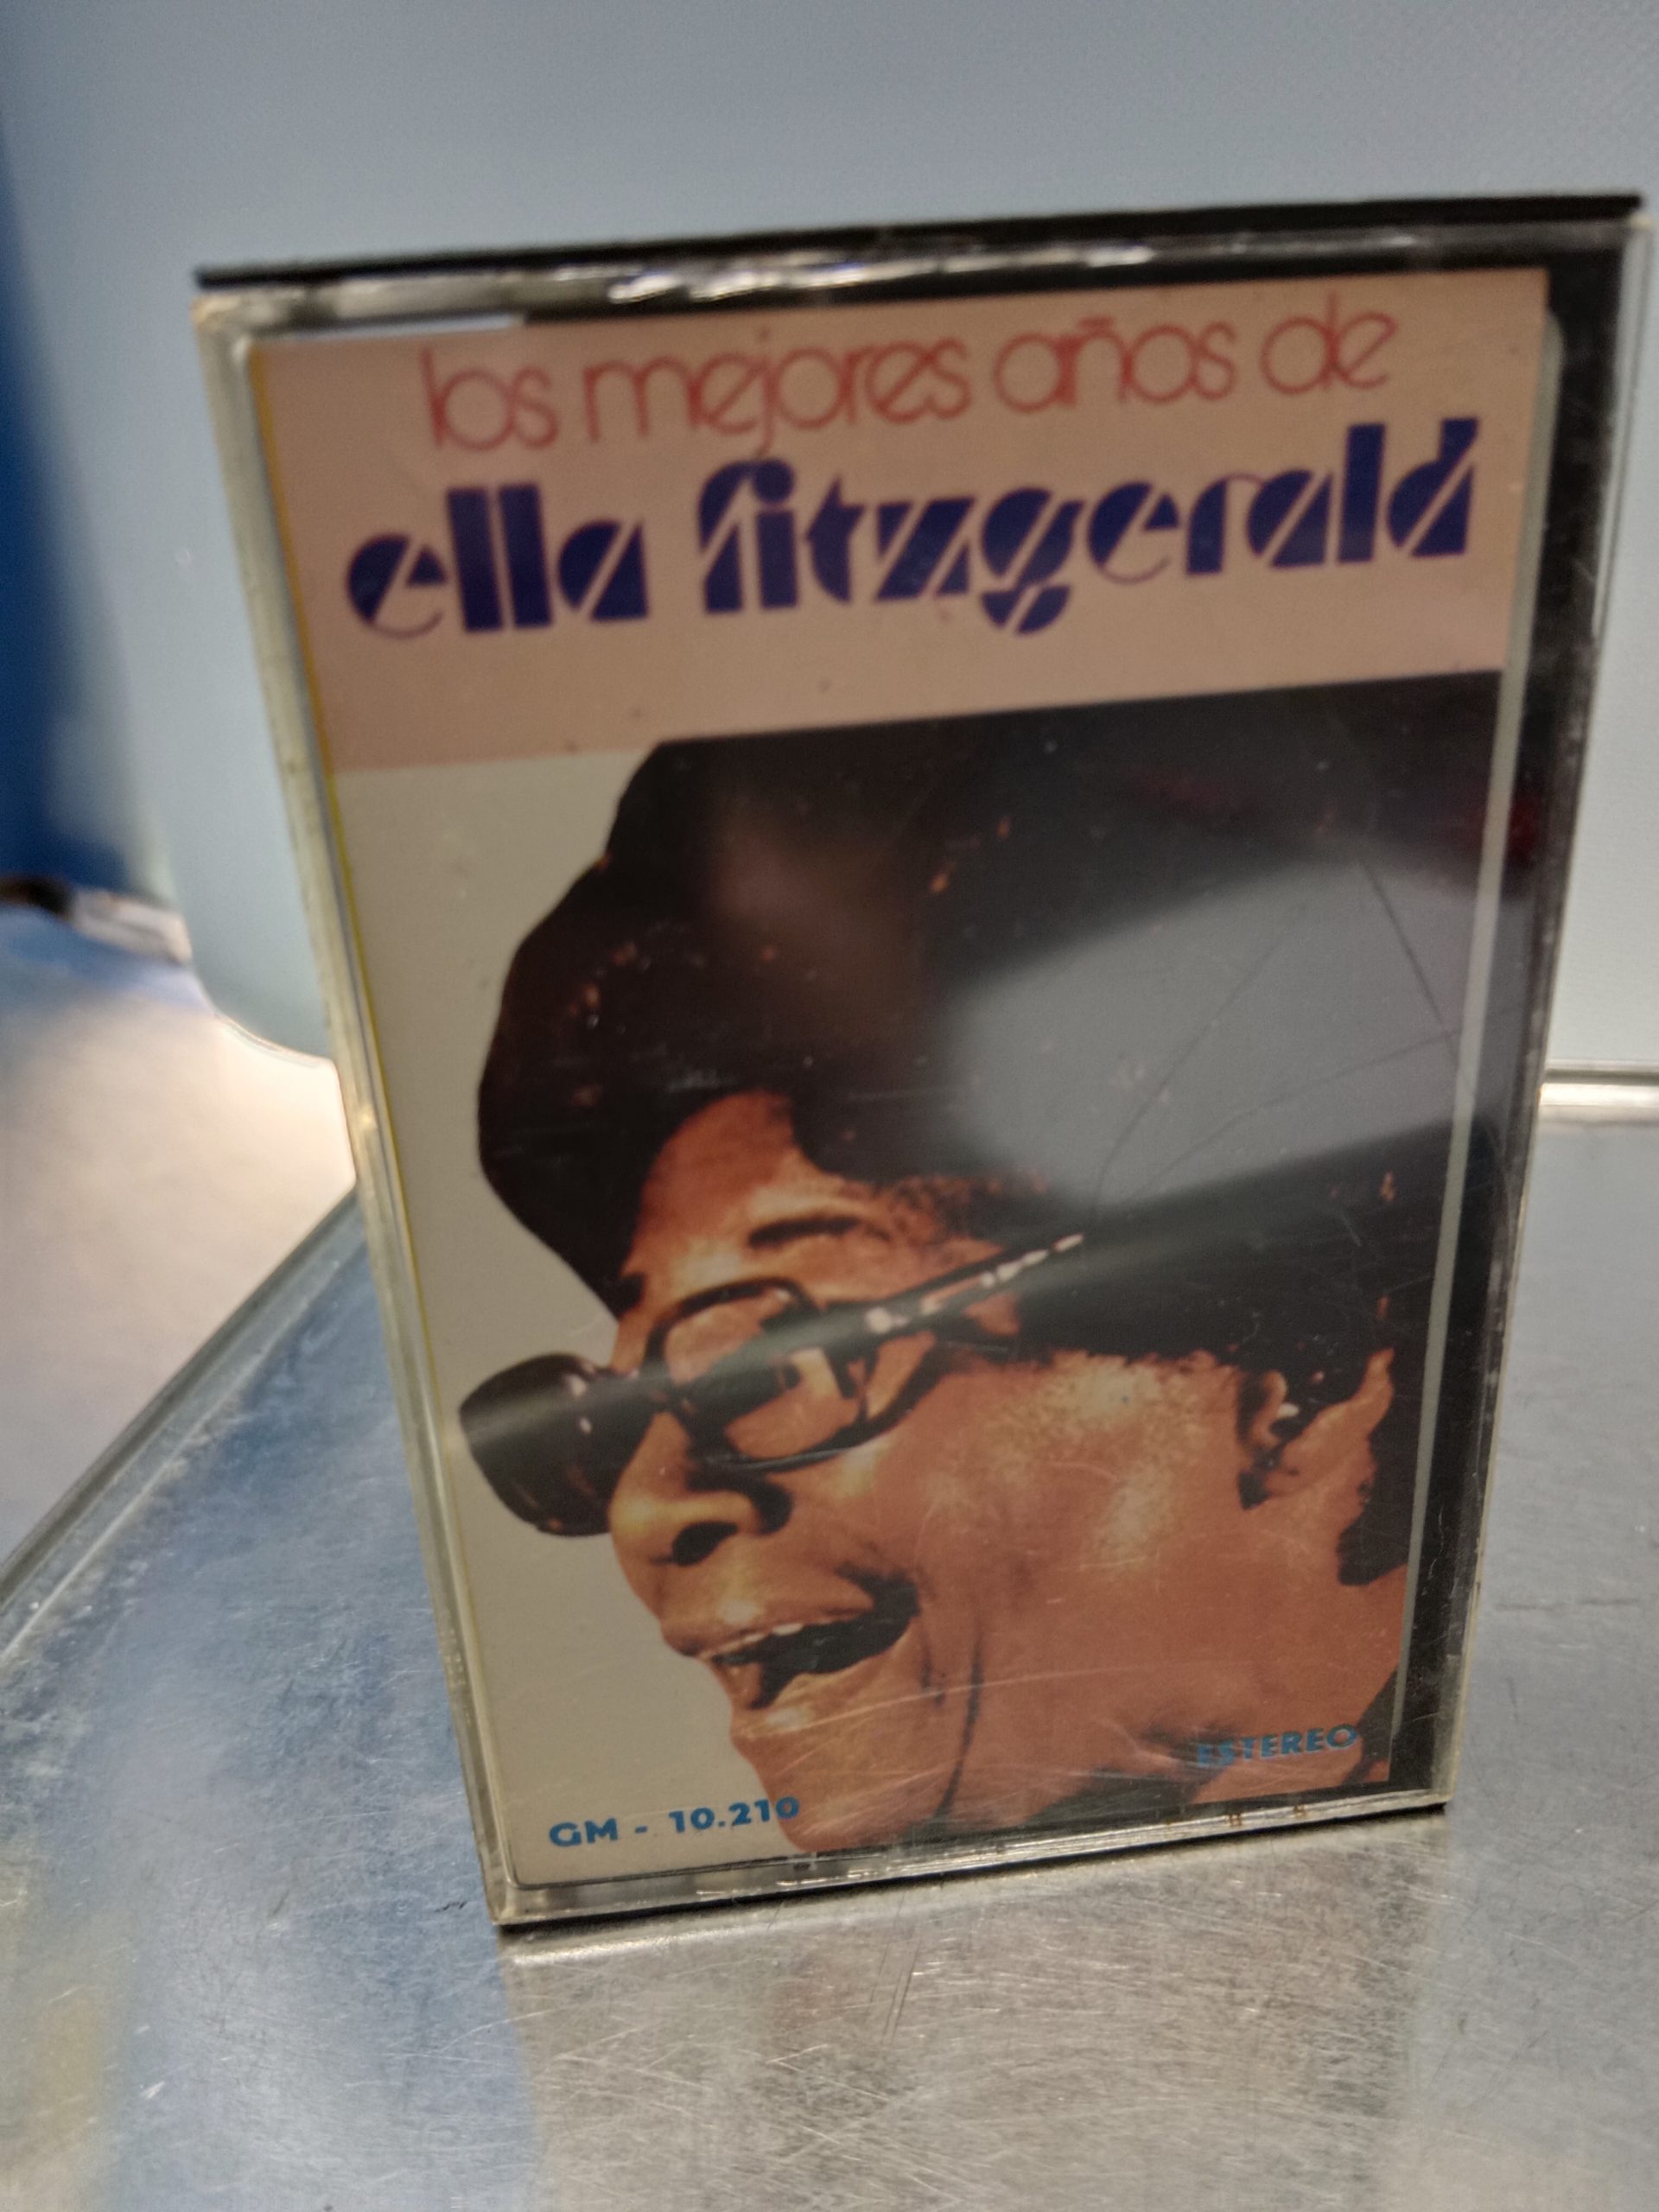 los mejores años de
ella fitzgerald
ESTEREO
GM - 10.210